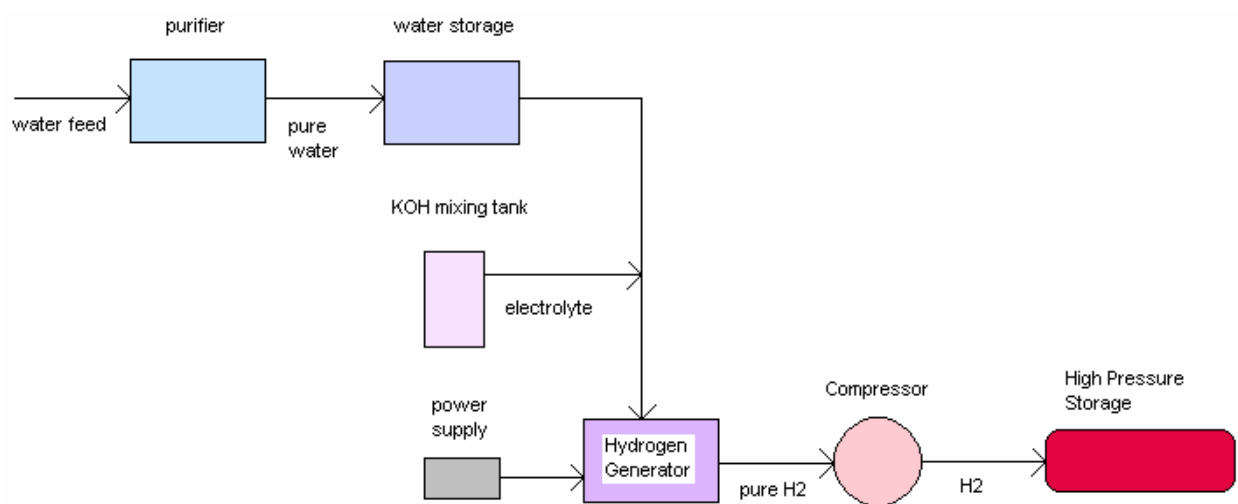 purifier
water storage
water feed
pure
water
KOH mixing tank
electrolyte
power
supply
Hydrogen
Generator
pure H2
Compressor
H2
High Pressure
Storage